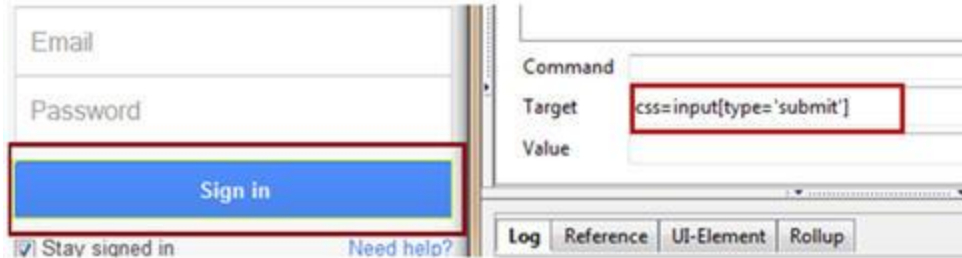 Email
Password
Sign in
Stay signed in
Need help?
Command
Target
css=input[type='submit']
Value
Log
Reference
UI-Element
Rollup